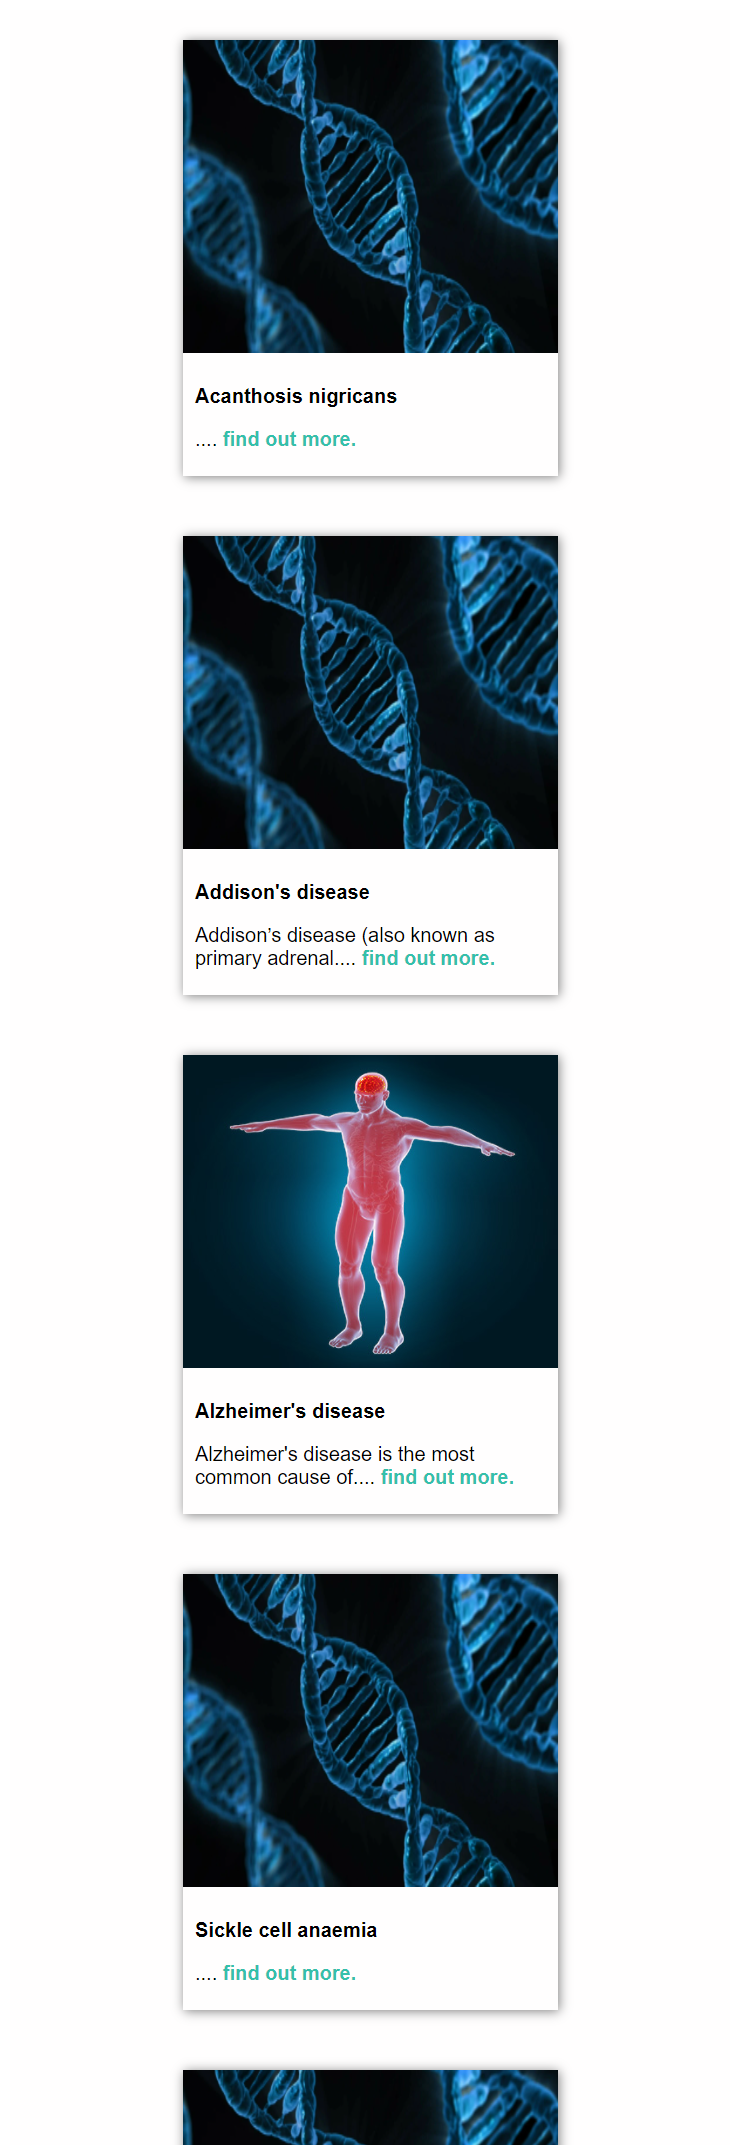 Acanthosis nigricans
.... find out more.
Addison's disease
Addison’s disease (also known as
primary adrenal.... find out more.
Alzheimer's disease
Alzheimer's disease is the most
common cause of.... find out more.
Sickle cell anaemia
.... find out more.